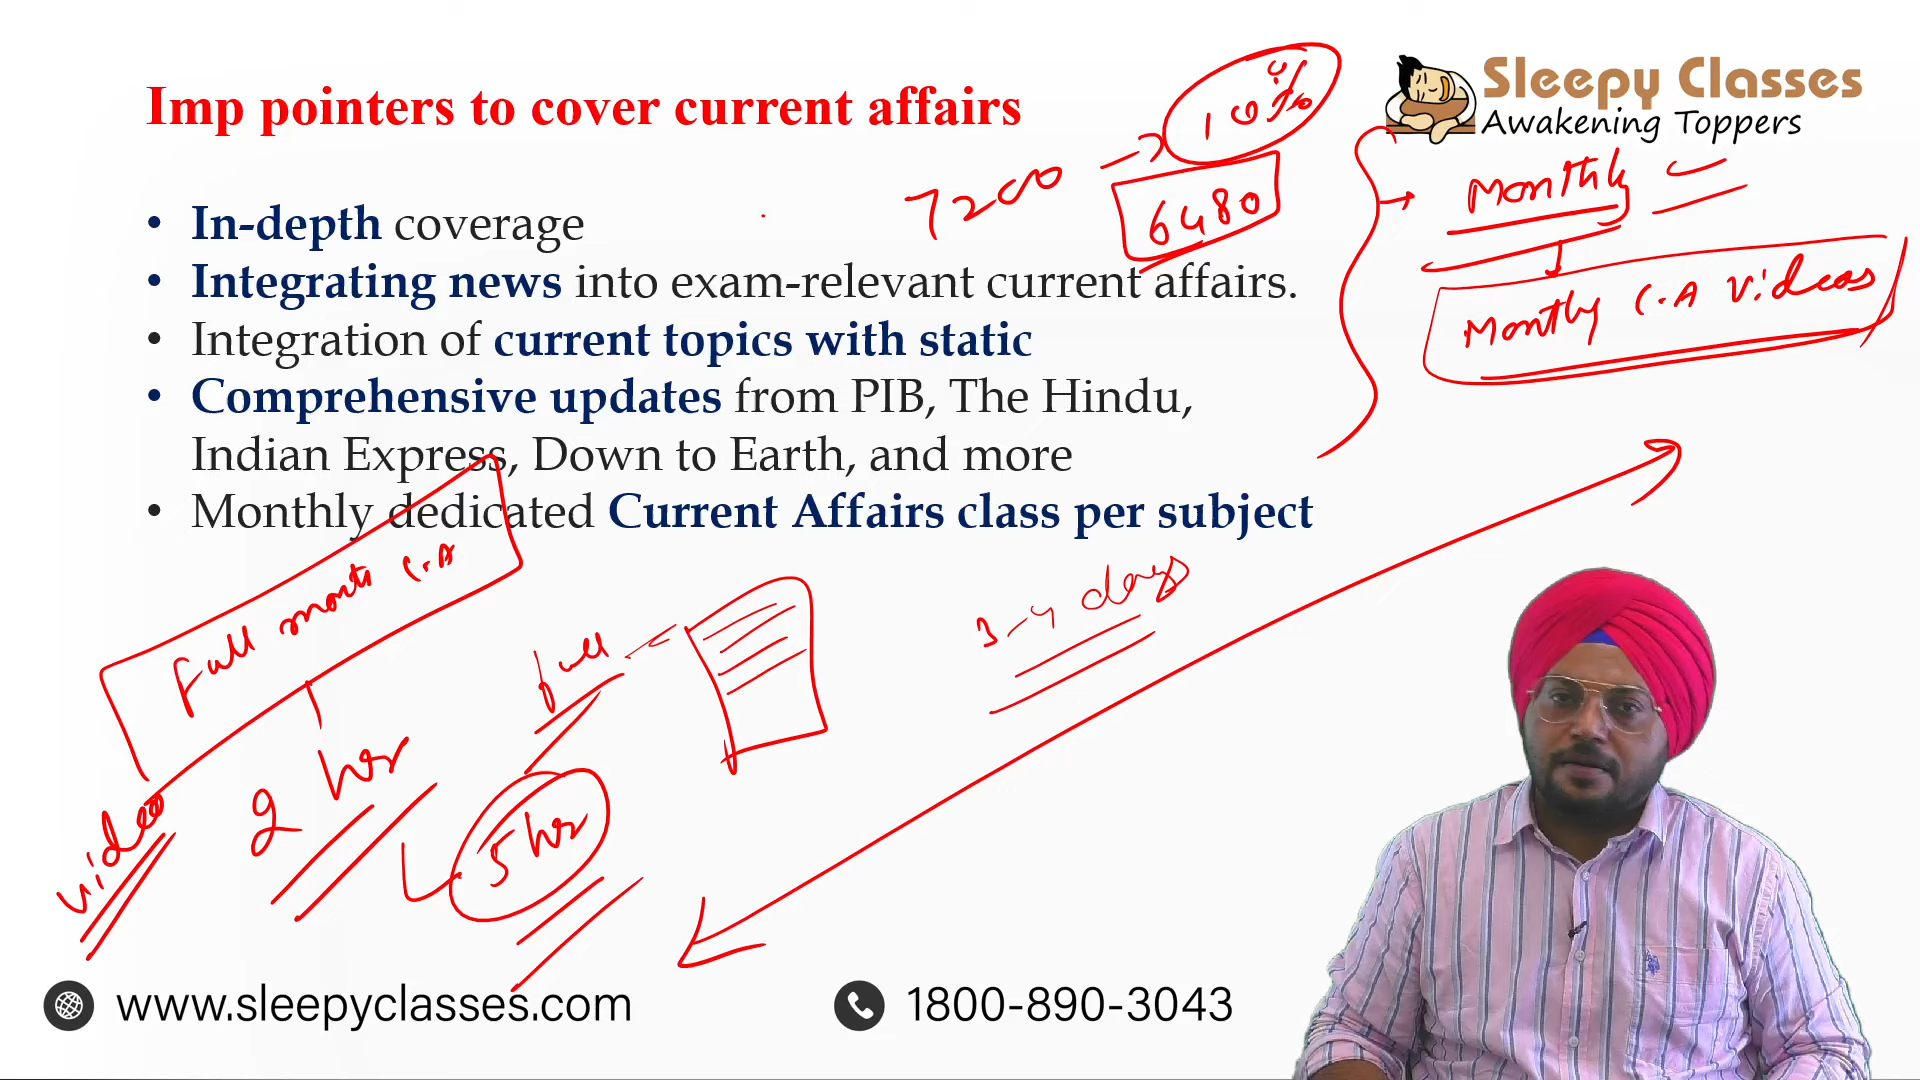 Sleepy Classes
Awakening Toppers
Imp pointers to cover current affairs
• In-depth coverage
• Integrating news into exam-relevant current affairs.
• Integration of current topics with static
• Comprehensive updates from PIB, The Hindu,
Indian Express, Down to Earth, and more
• Monthly dedicated Current Affairs class per subject
7200
10%
6480
Monthly
Monthly C.A Videos
Full month C.A
full
3-4 days
video
2 hr
5 hr
www.sleepyclasses.com
1800-890-3043